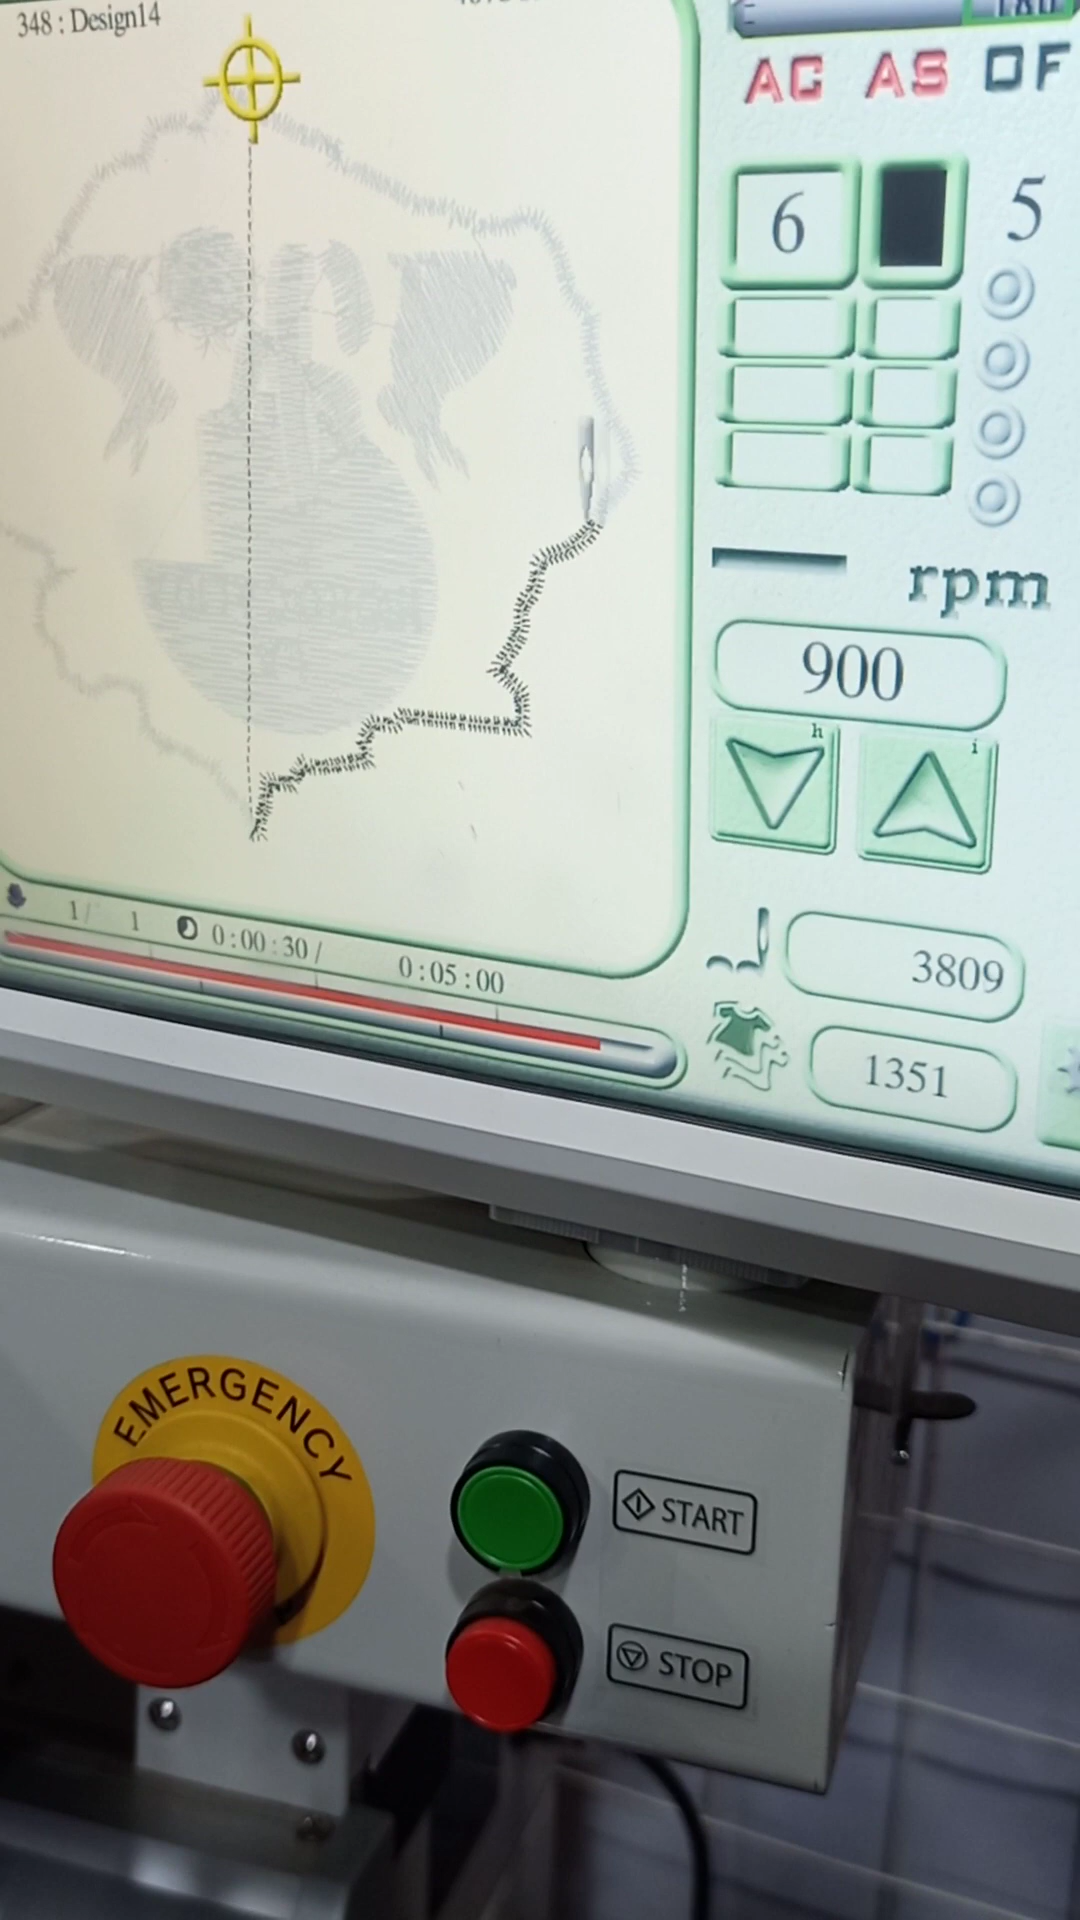 348 : Design14
180
AC AS OF
6 5
rpm
900
h i
1/ 1 0:00:30 / 0:05:00
3809
1351
EMERGENCY
START
STOP